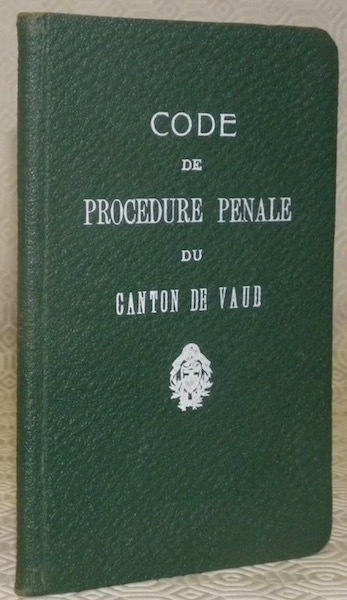 CODE
DE
PROCEDURE PENALE
DU
CANTON DE VAUD